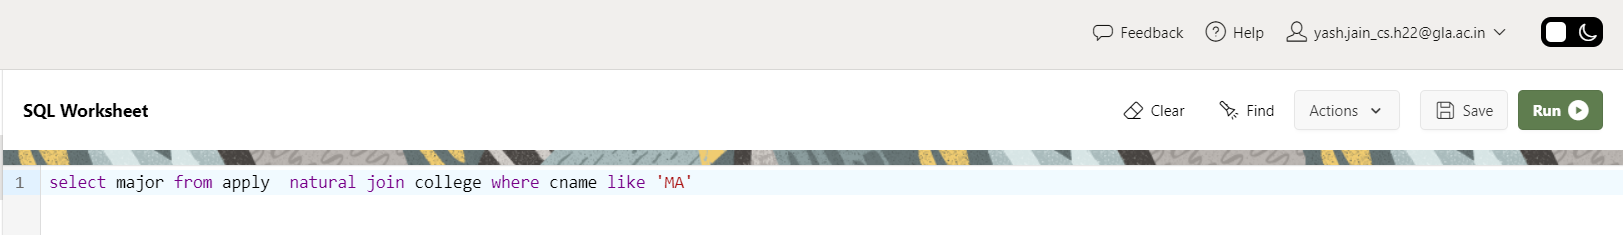 Feedback Help yash.jain_cs.h22@gla.ac.in
SQL Worksheet Clear Find Actions Save Run
1 select major from apply  natural join college where cname like 'MA'